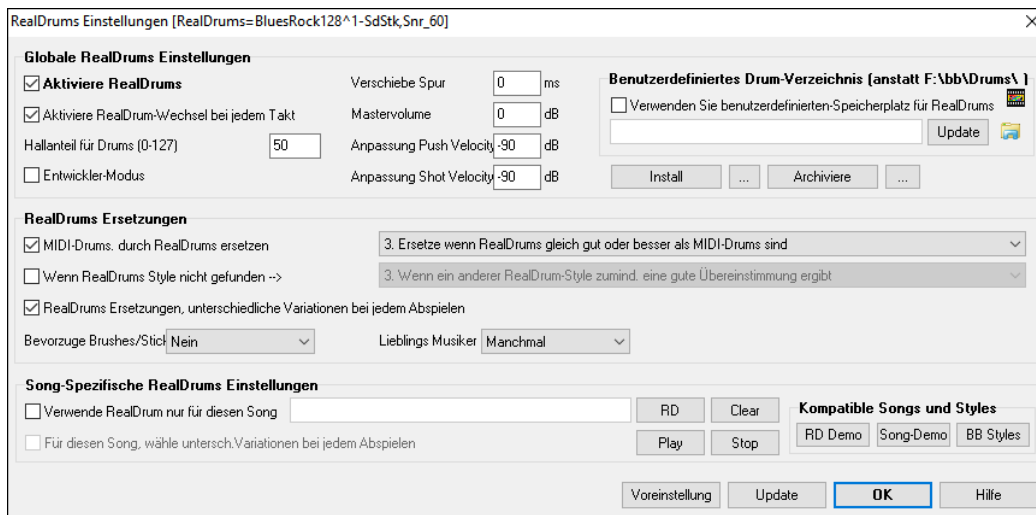 RealDrums Einstellungen [RealDrums=BluesRock128^1-SdStk,Snr_60]
Globale RealDrums Einstellungen
Aktiviere RealDrums
Verschiebe Spur 0 ms
Benutzerdefiniertes Drum-Verzeichnis (anstatt F:\bb\Drums\ )
Aktiviere RealDrum-Wechsel bei jedem Takt
Mastervolume 0 dB
Verwenden Sie benutzerdefinierten-Speicherplatz für RealDrums
Hallanteil für Drums (0-127) 50
Anpassung Push Velocity -90 dB
Update
Entwickler-Modus
Anpassung Shot Velocity -90 dB
Install ... Archiviere ...
RealDrums Ersetzungen
MIDI-Drums. durch RealDrums ersetzen
3. Ersetze wenn RealDrums gleich gut oder besser als MIDI-Drums sind
Wenn RealDrums Style nicht gefunden -->
3. Wenn ein anderer RealDrum-Style zumind. eine gute Übereinstimmung ergibt
RealDrums Ersetzungen, unterschiedliche Variationen bei jedem Abspielen
Bevorzuge Brushes/Stick Nein
Lieblings Musiker Manchmal
Song-Spezifische RealDrums Einstellungen
Verwende RealDrum nur für diesen Song
RD Clear
Kompatible Songs und Styles
Für diesen Song, wähle untersch.Variationen bei jedem Abspielen
Play Stop
RD Demo Song-Demo BB Styles
Voreinstellung Update OK Hilfe